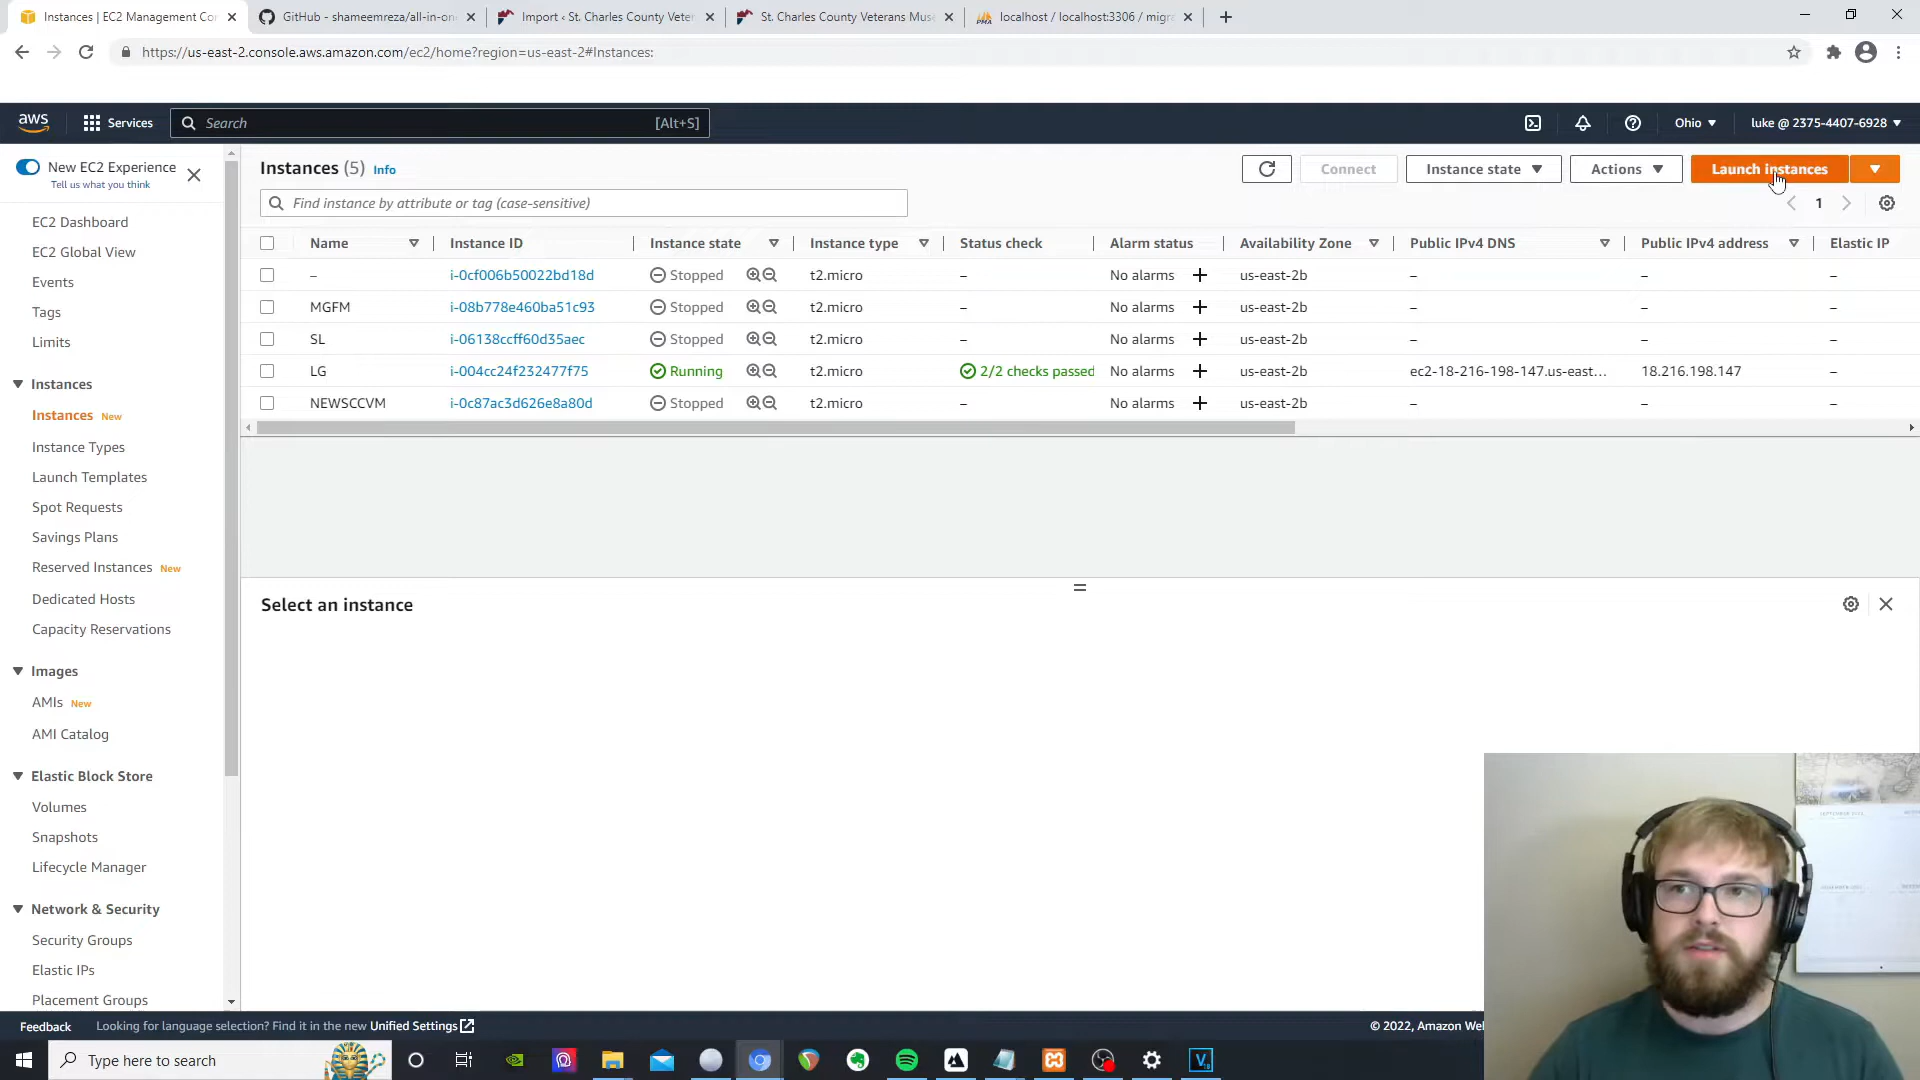 Instances | EC2 Management Co
GitHub - shameemreza/all-in-on
Import ‹ St. Charles County Vete
St. Charles County Veterans Mus
localhost / localhost:3306 / migr
https://us-east-2.console.aws.amazon.com/ec2/home?region=us-east-2#Instances:
aws
Services
Search
[Alt+S]
Ohio
luke @ 2375-4407-6928
New EC2 Experience
Tell us what you think
EC2 Dashboard
EC2 Global View
Events
Tags
Limits
Instances
Instances New
Instance Types
Launch Templates
Spot Requests
Savings Plans
Reserved Instances New
Dedicated Hosts
Capacity Reservations
Images
AMIs New
AMI Catalog
Elastic Block Store
Volumes
Snapshots
Lifecycle Manager
Network & Security
Security Groups
Elastic IPs
Placement Groups
Instances (5) Info
Connect
Instance state
Actions
Launch instances
Find instance by attribute or tag (case-sensitive)
1
Name Instance ID Instance state Instance type Status check Alarm status Availability Zone Public IPv4 DNS Public IPv4 address Elastic IP
– i-0cf006b50022bd18d Stopped t2.micro – No alarms + us-east-2b – – –
MGFM i-08b778e460ba51c93 Stopped t2.micro – No alarms + us-east-2b – – –
SL i-06138ccff60d35aec Stopped t2.micro – No alarms + us-east-2b – – –
LG i-004cc24f232477f75 Running t2.micro 2/2 checks passed No alarms + us-east-2b ec2-18-216-198-147.us-east... 18.216.198.147 –
NEWSCCVM i-0c87ac3d626e8a80d Stopped t2.micro – No alarms + us-east-2b – – –
Select an instance
Feedback
Looking for language selection? Find it in the new Unified Settings
© 2022, Amazon We
Type here to search